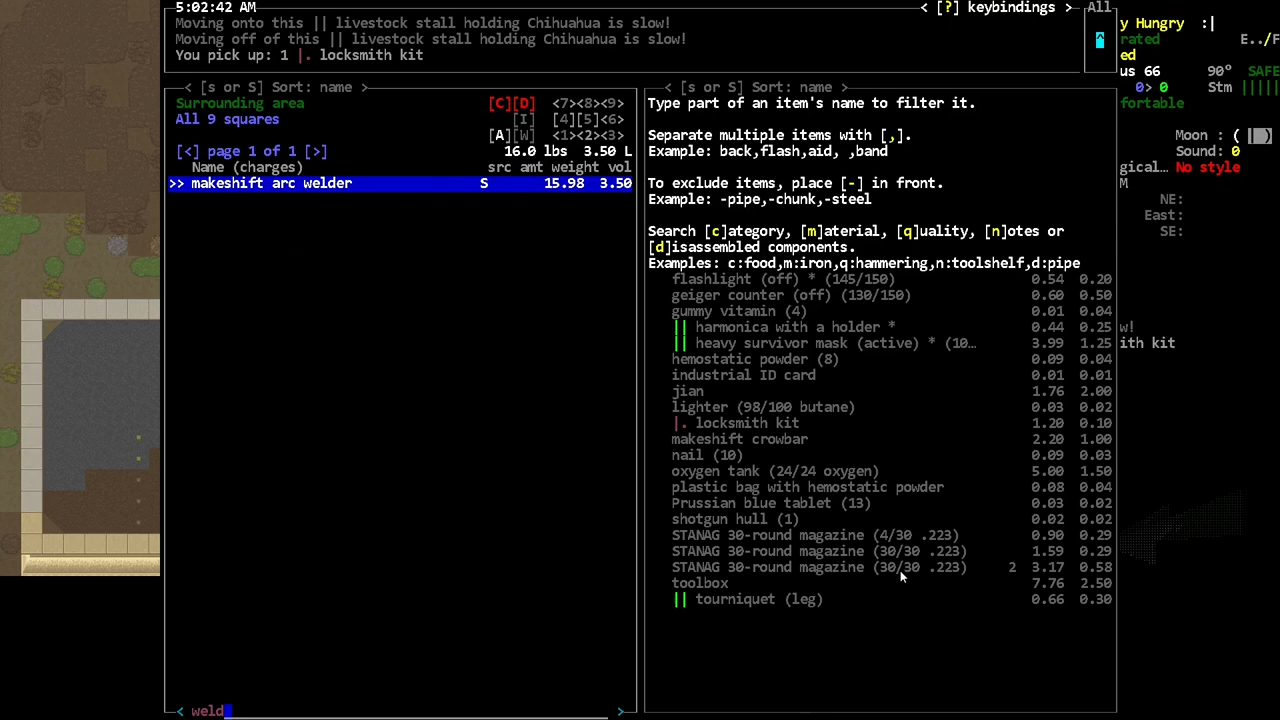 5:02:42 AM
< [?] keybindings >
All
Moving onto this || livestock stall holding Chihuahua is slow!
Moving off of this || livestock stall holding Chihuahua is slow!
You pick up: 1 |. locksmith kit
^
y Hungry :|
rated E../F
ed
us 66 90° SAFE
0> 0 Stm |||||
fortable
Moon : ( |)
Sound: 0
gical… No style
M
NE:
East:
SE:
w!
ith kit
< [s or S] Sort: name >
Surrounding area [C][D] <7><8><9>
All 9 squares [I] [4][5]<6>
[A][W] <1><2><3>
[<] page 1 of 1 [>] 16.0 lbs 3.50 L
Name (charges) src amt weight vol
>> makeshift arc welder S 15.98 3.50
< weld >
< [s or S] Sort: name >
Type part of an item's name to filter it.
Separate multiple items with [,].
Example: back,flash,aid, ,band
To exclude items, place [-] in front.
Example: -pipe,-chunk,-steel
Search [c]ategory, [m]aterial, [q]uality, [n]otes or
[d]isassembled components.
Examples: c:food,m:iron,q:hammering,n:toolshelf,d:pipe
flashlight (off) * (145/150) 0.54 0.20
geiger counter (off) (130/150) 0.60 0.50
gummy vitamin (4) 0.01 0.04
|| harmonica with a holder * 0.44 0.25
|| heavy survivor mask (active) * (10… 3.99 1.25
hemostatic powder (8) 0.09 0.04
industrial ID card 0.01 0.01
jian 1.76 2.00
lighter (98/100 butane) 0.03 0.02
|. locksmith kit 1.20 0.10
makeshift crowbar 2.20 1.00
nail (10) 0.09 0.03
oxygen tank (24/24 oxygen) 5.00 1.50
plastic bag with hemostatic powder 0.08 0.04
Prussian blue tablet (13) 0.03 0.02
shotgun hull (1) 0.02 0.02
STANAG 30-round magazine (4/30 .223) 0.90 0.29
STANAG 30-round magazine (30/30 .223) 1.59 0.29
STANAG 30-round magazine (30/30 .223) 2 3.17 0.58
toolbox 7.76 2.50
|| tourniquet (leg) 0.66 0.30